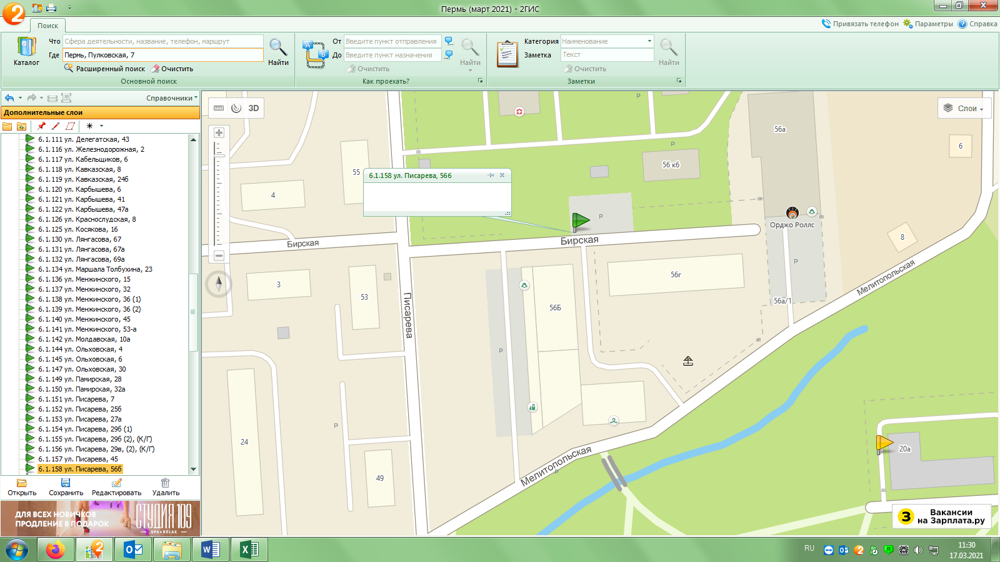 Пермь (март 2021) - 2ГИС
Поиск
Привязать телефон
Параметры
Справка
Каталог
Что
Сфера деятельности, название, телефон, маршрут
Где
Пермь, Пулковская, 7
Расширенный поиск
Очистить
Найти
Основной поиск
От
Введите пункт отправления
До
Введите пункт назначения
Очистить
Найти
Как проехать?
Категория
Наименование
Заметка
Текст
Очистить
Найти
Заметки
Справочники
Дополнительные слои
6.1.111 ул. Делегатская, 43
6.1.116 ул. Железнодорожная, 2
6.1.117 ул. Кабельщиков, 6
6.1.118 ул. Кавказская, 8
6.1.119 ул. Кавказская, 24б
6.1.120 ул. Карбышева, 6
6.1.121 ул. Карбышева, 41
6.1.122 ул. Карбышева, 47а
6.1.126 ул. Краснослудская, 8
6.1.125 ул. Косякова, 16
6.1.130 ул. Лянгасова, 67
6.1.131 ул. Лянгасова, 67а
6.1.132 ул. Лянгасова, 69а
6.1.134 ул. Маршала Толбухина, 23
6.1.136 ул. Менжинского, 15
6.1.137 ул. Менжинского, 32
6.1.138 ул. Менжинского, 36 (1)
6.1.139 ул. Менжинского, 36 (2)
6.1.140 ул. Менжинского, 45
6.1.141 ул. Менжинского, 53-а
6.1.142 ул. Молдавская, 10а
6.1.144 ул. Ольховская, 4
6.1.145 ул. Ольховская, 6
6.1.147 ул. Ольховская, 30
6.1.149 ул. Памирская, 28
6.1.150 ул. Памирская, 32а
6.1.151 ул. Писарева, 7
6.1.152 ул. Писарева, 25б
6.1.153 ул. Писарева, 27а
6.1.154 ул. Писарева, 29б (1)
6.1.155 ул. Писарева, 29б (2), (К/Г)
6.1.156 ул. Писарева, 29в, (2), (К/Г)
6.1.157 ул. Писарева, 45
6.1.158 ул. Писарева, 56б
Открыть
Сохранить
Редактировать
Удалить
ДЛЯ ВСЕХ НОВИЧКОВ
ПРОДЛЕНИЕ В ПОДАРОК
СТУДИЯ 109
SPA & RELAX
3D
Слои
P
56а
6
P
55
56 к6
4
6.1.158 ул. Писарева, 56б
P
Орджо Роллс
8
Бирская
Бирская
P
56г
Мелитопольская
3
53
56а/1
Писарева
56Б
P
P
24
20а
Мелитопольская
P
49
З
Вакансии
на Зарплата.ру
RU
11:30
17.03.2021